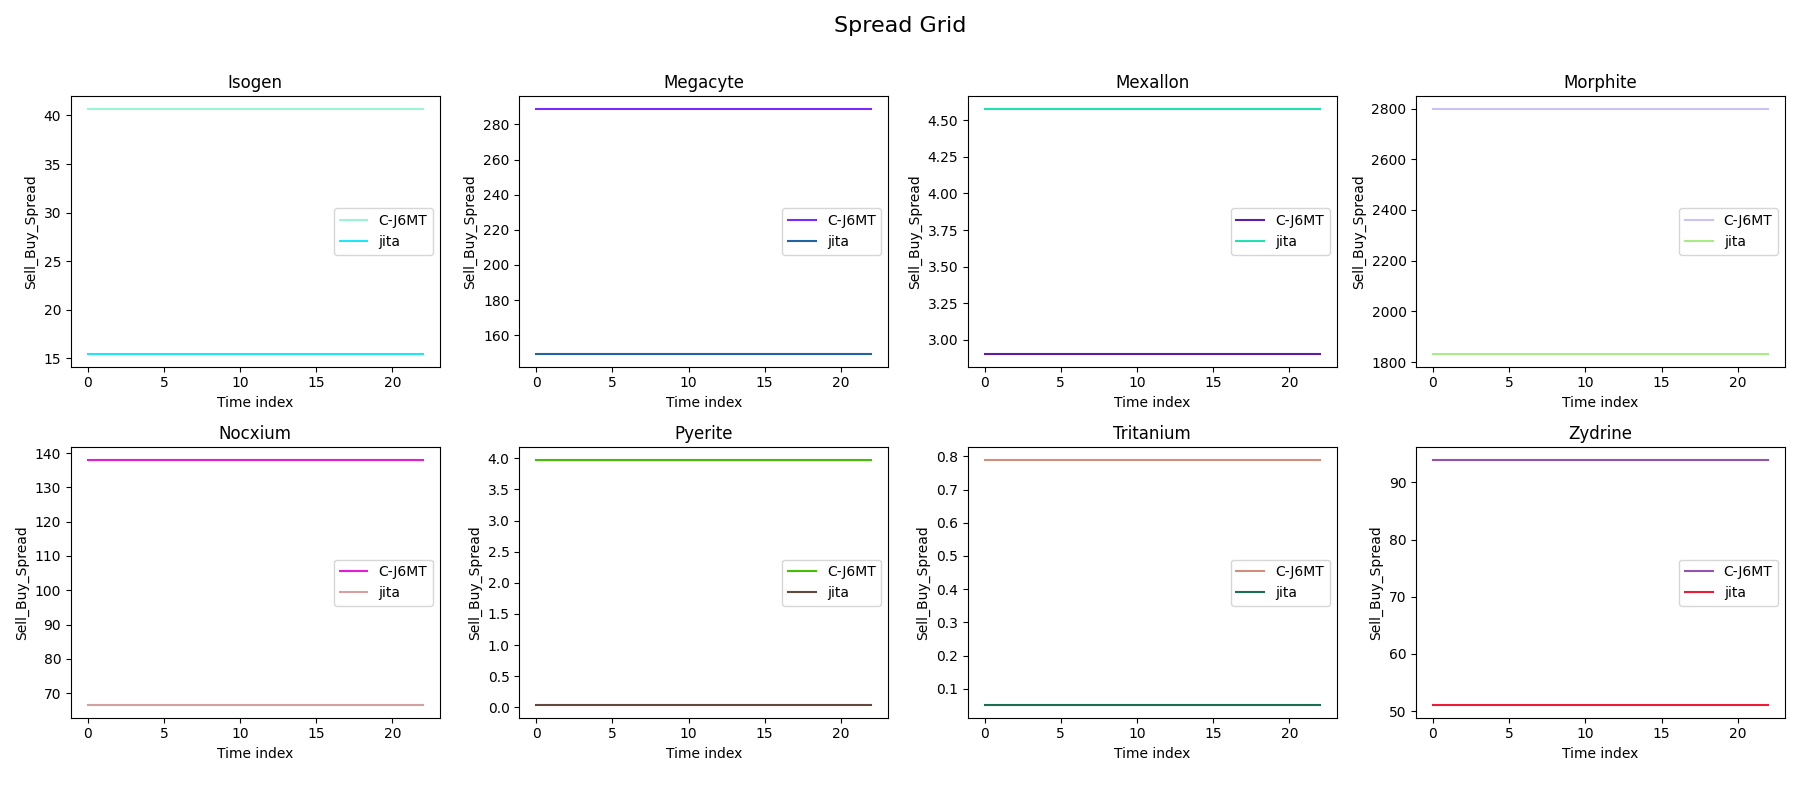 Spread Grid
Isogen
Sell_Buy_Spread
40
35
30
25
20
15
C-J6MT
jita
0 5 10 15 20
Time index
Megacyte
Sell_Buy_Spread
280
260
240
220
200
180
160
C-J6MT
jita
0 5 10 15 20
Time index
Mexallon
Sell_Buy_Spread
4.50
4.25
4.00
3.75
3.50
3.25
3.00
C-J6MT
jita
0 5 10 15 20
Time index
Morphite
Sell_Buy_Spread
2800
2600
2400
2200
2000
1800
C-J6MT
jita
0 5 10 15 20
Time index
Nocxium
Sell_Buy_Spread
140
130
120
110
100
90
80
70
C-J6MT
jita
0 5 10 15 20
Time index
Pyerite
Sell_Buy_Spread
4.0
3.5
3.0
2.5
2.0
1.5
1.0
0.5
0.0
C-J6MT
jita
0 5 10 15 20
Time index
Tritanium
Sell_Buy_Spread
0.8
0.7
0.6
0.5
0.4
0.3
0.2
0.1
C-J6MT
jita
0 5 10 15 20
Time index
Zydrine
Sell_Buy_Spread
90
80
70
60
50
C-J6MT
jita
0 5 10 15 20
Time index